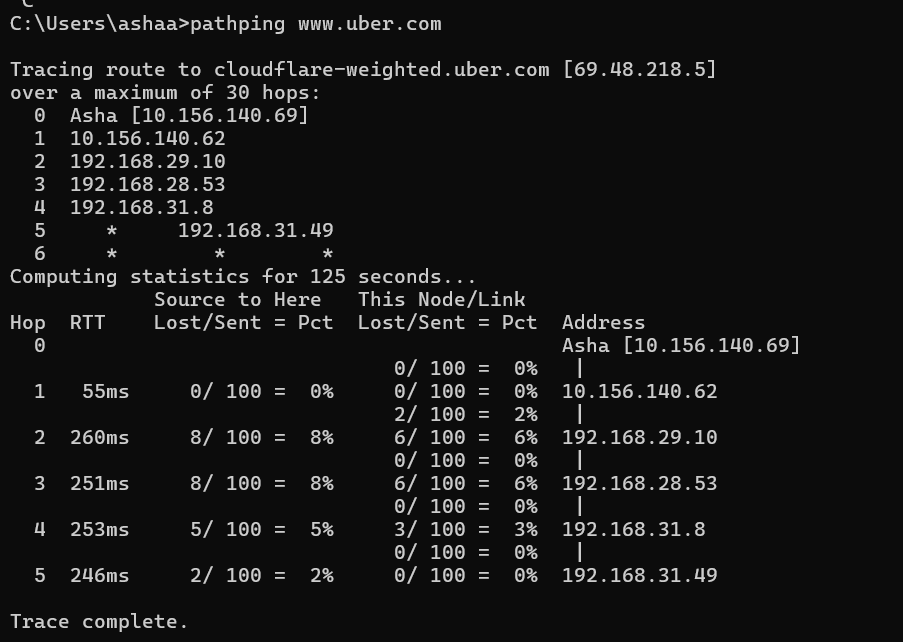 C:\Users\ashaa>pathping www.uber.com
Tracing route to cloudflare-weighted.uber.com [69.48.218.5]
over a maximum of 30 hops:
  0  Asha [10.156.140.69]
  1  10.156.140.62
  2  192.168.29.10
  3  192.168.28.53
  4  192.168.31.8
  5     *     192.168.31.49
  6     *        *        *
Computing statistics for 125 seconds...
            Source to Here   This Node/Link
Hop  RTT    Lost/Sent = Pct  Lost/Sent = Pct  Address
  0                                           Asha [10.156.140.69]
                                0/ 100 =  0%   |
  1   55ms     0/ 100 =  0%     0/ 100 =  0%  10.156.140.62
                                2/ 100 =  2%   |
  2  260ms     8/ 100 =  8%     6/ 100 =  6%  192.168.29.10
                                0/ 100 =  0%   |
  3  251ms     8/ 100 =  8%     6/ 100 =  6%  192.168.28.53
                                0/ 100 =  0%   |
  4  253ms     5/ 100 =  5%     3/ 100 =  3%  192.168.31.8
                                0/ 100 =  0%   |
  5  246ms     2/ 100 =  2%     0/ 100 =  0%  192.168.31.49
Trace complete.